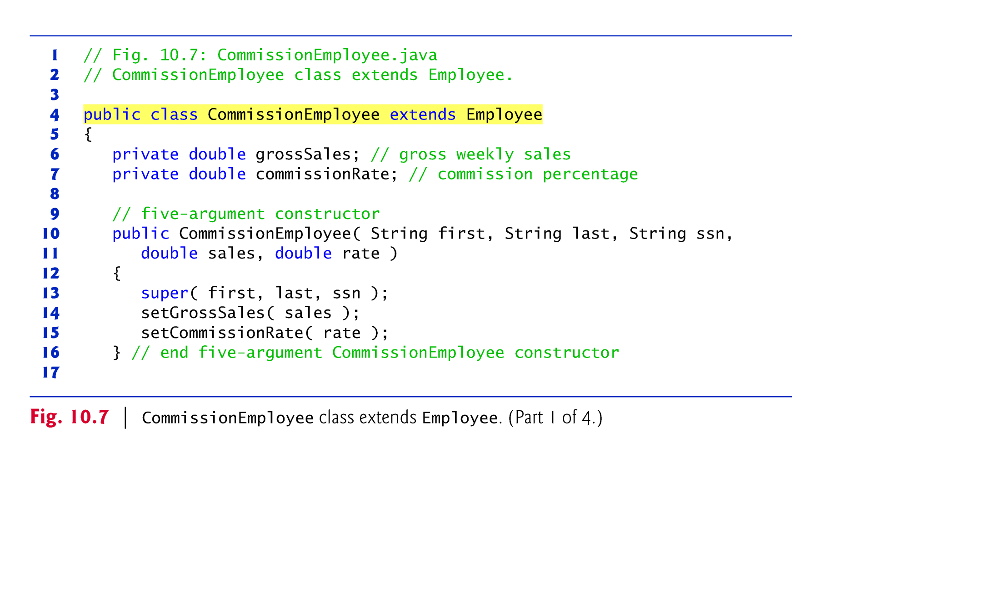 1 // Fig. 10.7: CommissionEmployee.java
2 // CommissionEmployee class extends Employee.
3
4 public class CommissionEmployee extends Employee
5 {
6 private double grossSales; // gross weekly sales
7 private double commissionRate; // commission percentage
8
9 // five-argument constructor
10 public CommissionEmployee( String first, String last, String ssn,
11 double sales, double rate )
12 {
13 super( first, last, ssn );
14 setGrossSales( sales );
15 setCommissionRate( rate );
16 } // end five-argument CommissionEmployee constructor
17
Fig. 10.7 | CommissionEmployee class extends Employee. (Part 1 of 4.)